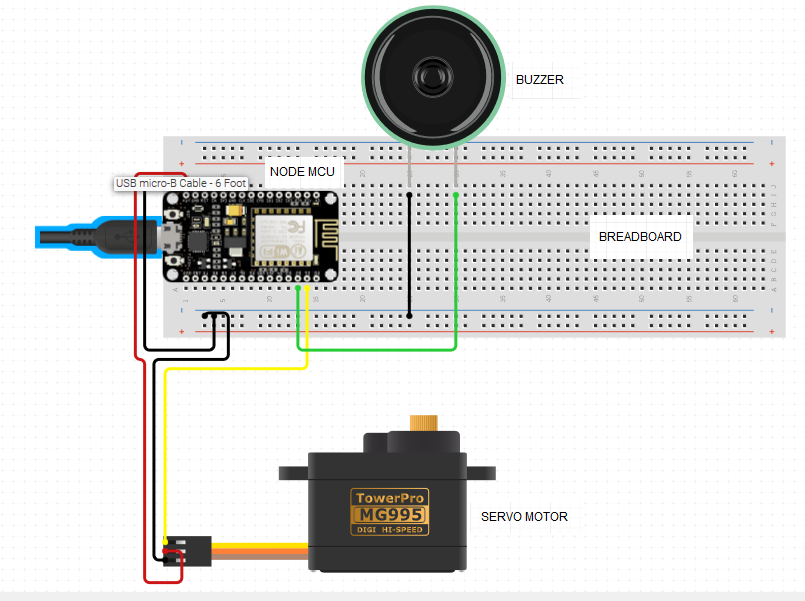 BUZZER
USB micro-B Cable - 6 Foot
NODE MCU
BREADBOARD
TowerPro
MG995
DIGI HI-SPEED
SERVO MOTOR